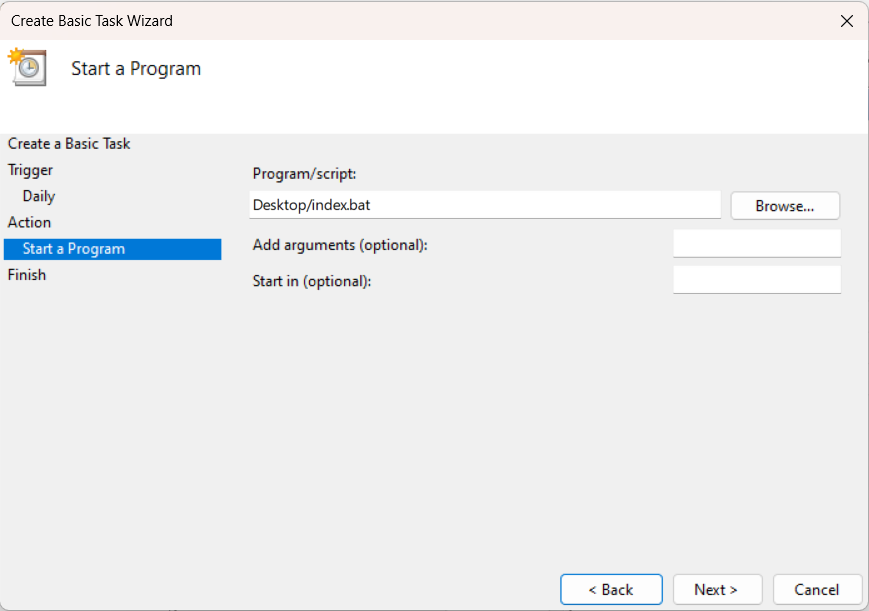 Create Basic Task Wizard
Start a Program
Create a Basic Task
Trigger
Daily
Action
Start a Program
Finish
Program/script:
Desktop/index.bat
Browse...
Add arguments (optional):
Start in (optional):
< Back
Next >
Cancel